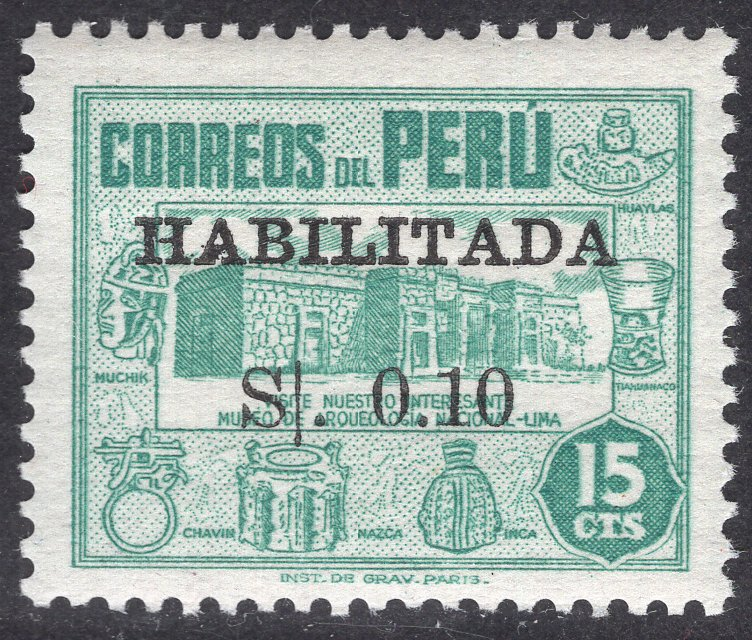 CORREOS DEL PERÚ
HUAYLAS
HABILITADA
MUCHIK
TIAHUANACO
S/. 0.10
VISITE NUESTRO INTERESANTE
MUSEO DE ARQUEOLOGIA NACIONAL-LIMA
15
CTS
CHAVIN
NAZCA
INCA
INST. DE GRAV. PARIS.